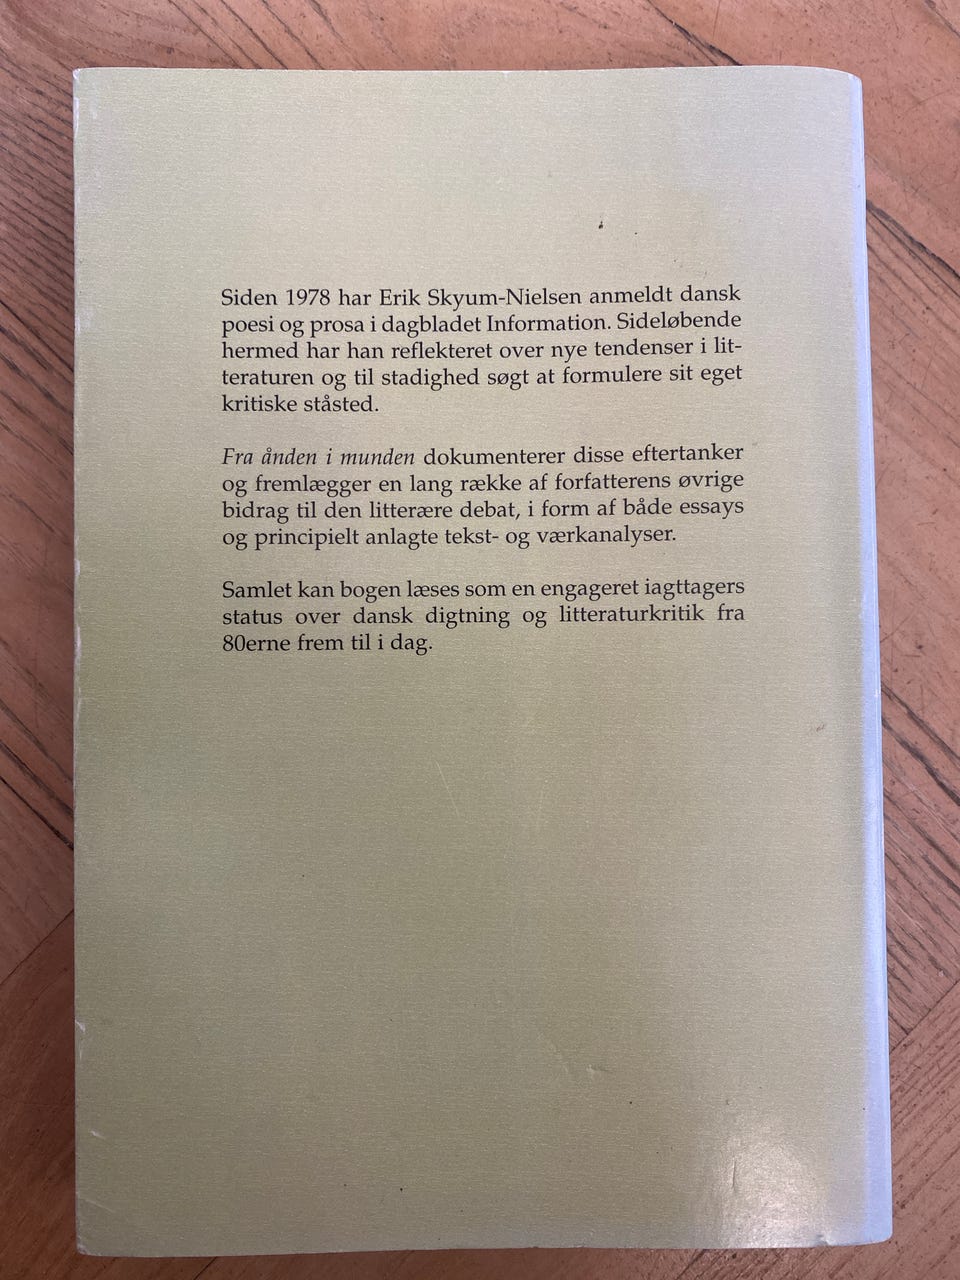 Siden 1978 har Erik Skyum-Nielsen anmeldt dansk
poesi og prosa i dagbladet Information. Sideløbende
hermed har han reflekteret over nye tendenser i lit-
teraturen og til stadighed søgt at formulere sit eget
kritiske ståsted.
Fra ånden i munden dokumenterer disse eftertanker
og fremlægger en lang række af forfatterens øvrige
bidrag til den litterære debat, i form af både essays
og principielt anlagte tekst- og værkanalyser.
Samlet kan bogen læses som en engageret iagttagers
status over dansk digtning og litteraturkritik fra
80erne frem til i dag.